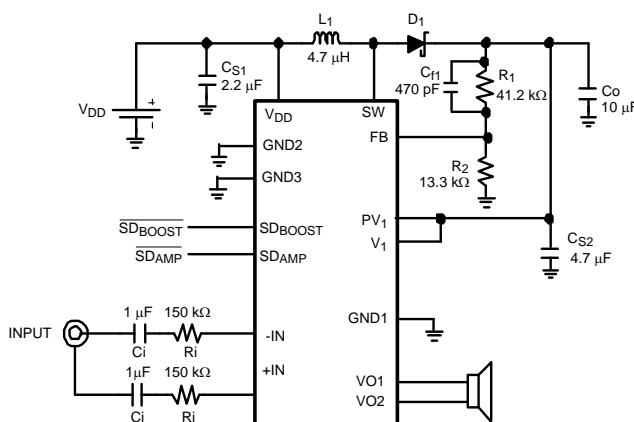 L1
4.7 μH
D1
CS1
2.2 μF
Cf1
470 pF
R1
41.2 kΩ
Co
10 μF
VDD
+
−
VDD
SW
GND2
FB
R2
13.3 kΩ
GND3
SDBOOST
SDBOOST
PV1
V1
SDAMP
SDAMP
CS2
4.7 μF
1 μF
150 kΩ
INPUT
Ci
Ri
-IN
GND1
1μF
150 kΩ
+IN
Ci
Ri
VO1
VO2